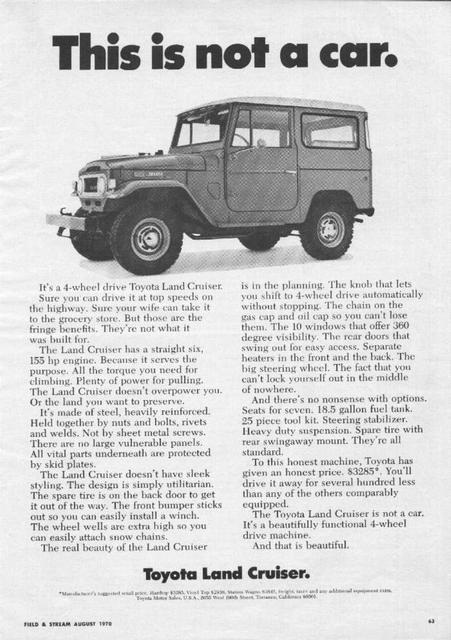 This is not a car.
It's a 4-wheel drive Toyota Land Cruiser.
Sure you can drive it at top speeds on
the highway. Sure your wife can take it
to the grocery store. But those are the
fringe benefits. They're not what it
was built for.
The Land Cruiser has a straight six,
155 hp engine. Because it serves the
purpose. All the torque you need for
climbing. Plenty of power for pulling.
The Land Cruiser doesn't overpower you.
Or the land you want to preserve.
It's made of steel, heavily reinforced.
Held together by nuts and bolts, rivets
and welds. Not by sheet metal screws.
There are no large vulnerable panels.
All vital parts underneath are protected
by skid plates.
The Land Cruiser doesn't have sleek
styling. The design is simply utilitarian.
The spare tire is on the back door to get
it out of the way. The front bumper sticks
out so you can easily install a winch.
The wheel wells are extra high so you
can easily attach snow chains.
The real beauty of the Land Cruiser
is in the planning. The knob that lets
you shift to 4-wheel drive automatically
without stopping. The chain on the
gas cap and oil cap so you can't lose
them. The 10 windows that offer 360
degree visibility. The rear doors that
swing out for easy access. Separate
heaters in the front and the back. The
big steering wheel. The fact that you
can't lock yourself out in the middle
of nowhere.
And there's no nonsense with options.
Seats for seven. 18.5 gallon fuel tank.
25 piece tool kit. Steering stabilizer.
Heavy duty suspension. Spare tire with
rear swingaway mount. They're all
standard.
To this honest machine, Toyota has
given an honest price. $3285*. You'll
drive it away for several hundred less
than any of the others comparably
equipped.
The Toyota Land Cruiser is not a car.
It's a beautifully functional 4-wheel
drive machine.
And that is beautiful.
Toyota Land Cruiser.
*Manufacturer's suggested retail price, Hardtop $3285, Vinyl Top Station Wagon freight, taxes and any additional equipment extra.
Toyota Motor Sales, U.S.A., 2055 West 190th Street, Torrance, California 90501.
FIELD & STREAM AUGUST 1970
63